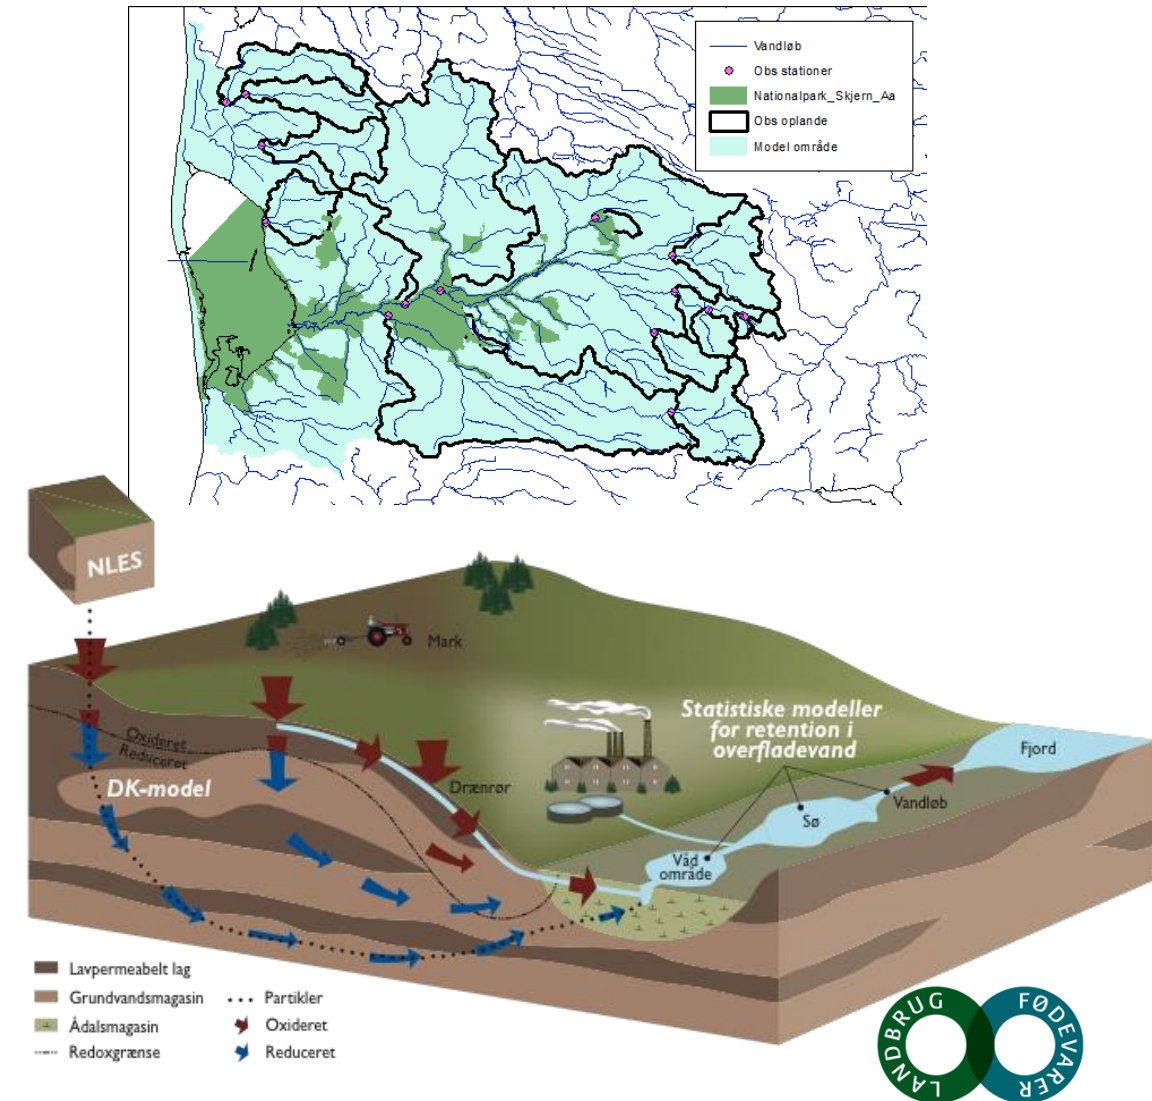 Vandløb
Obs stationer
Nationalpark_Skjern_Aa
Obs oplande
Model område
NLES
Mark
Oxideret
Reduceret
DK-model
Drænrør
Statistiske modeller
for retention i
overfladevand
Fjord
Vandløb
Sø
Våd
område
Lavpermeabelt lag
Grundvandsmagasin
Ådalsmagasin
Redoxgrænse
Partikler
Oxideret
Reduceret
LANDBRUG
FØDEVARER